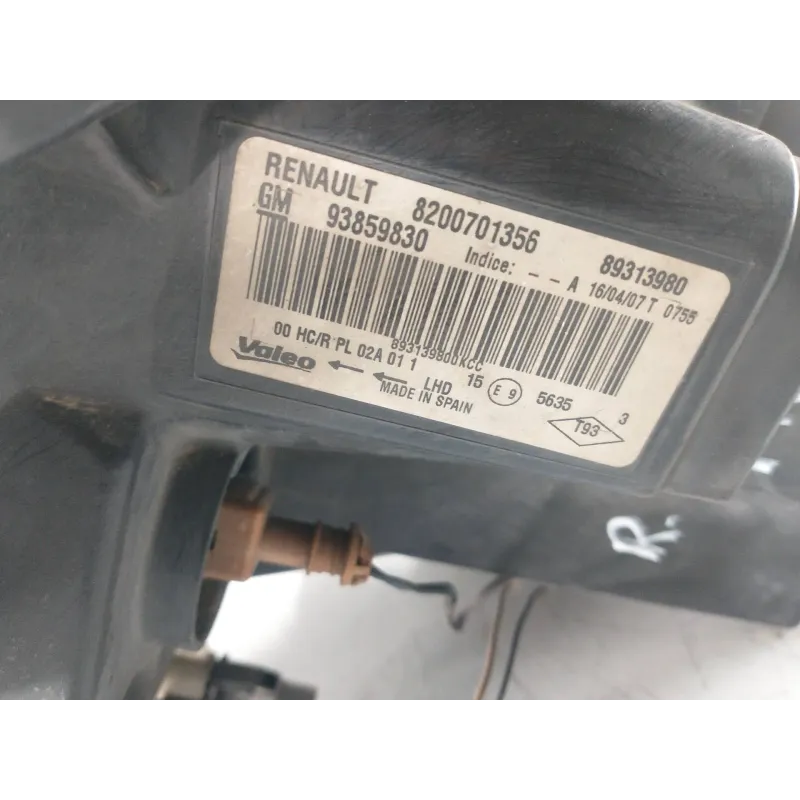 RENAULT 8200701356 89313980
GM 93859830 Indice: - - A 16/04/07 T 0755
893139800XCC
00 HC/R PL 02A 01 1 15 E 9 5635 3
Valeo LHD MADE IN SPAIN T93
R.